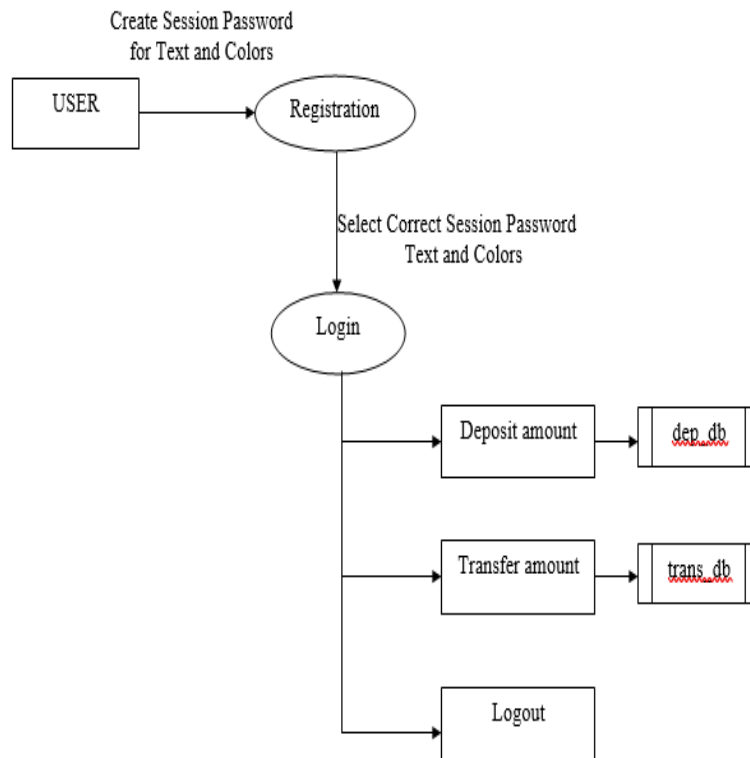 Create Session Password
for Text and Colors
USER
Registration
Select Correct Session Password
Text and Colors
Login
Deposit amount
dep_db
Transfer amount
trans_db
Logout